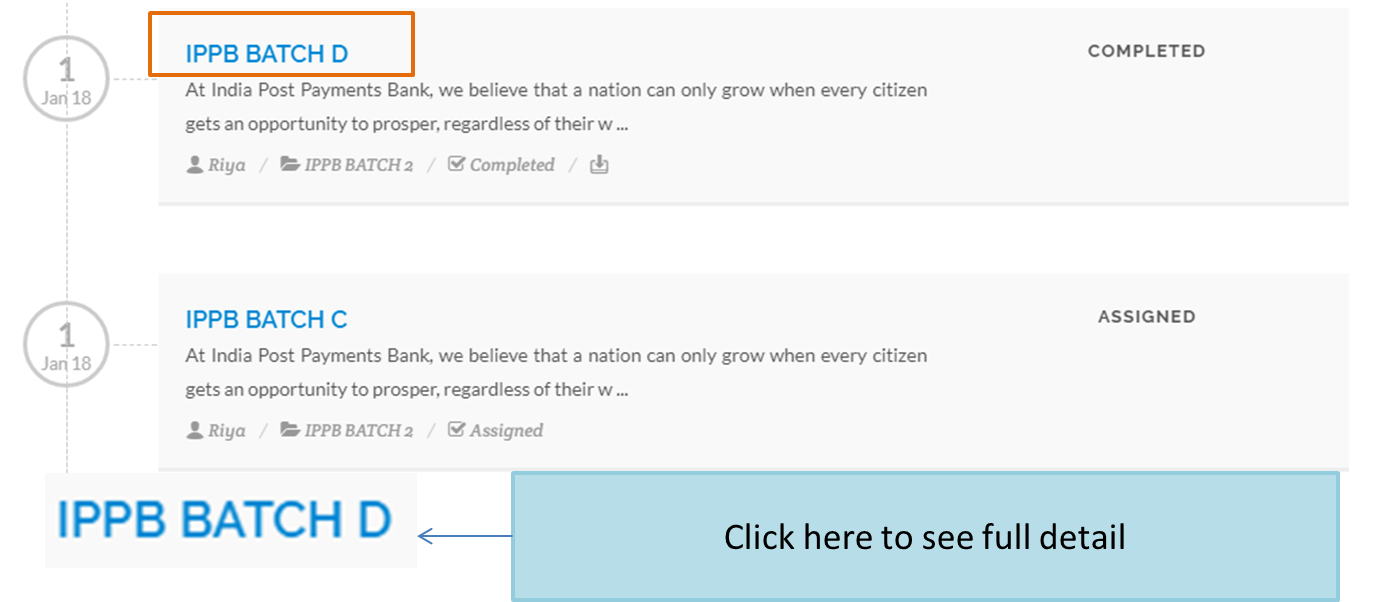 1
Jan 18
IPPB BATCH D
COMPLETED
At India Post Payments Bank, we believe that a nation can only grow when every citizen
gets an opportunity to prosper, regardless of their w ...
Riya / IPPB BATCH 2 / Completed /
1
Jan 18
IPPB BATCH C
ASSIGNED
At India Post Payments Bank, we believe that a nation can only grow when every citizen
gets an opportunity to prosper, regardless of their w ...
Riya / IPPB BATCH 2 / Assigned
IPPB BATCH D
Click here to see full detail